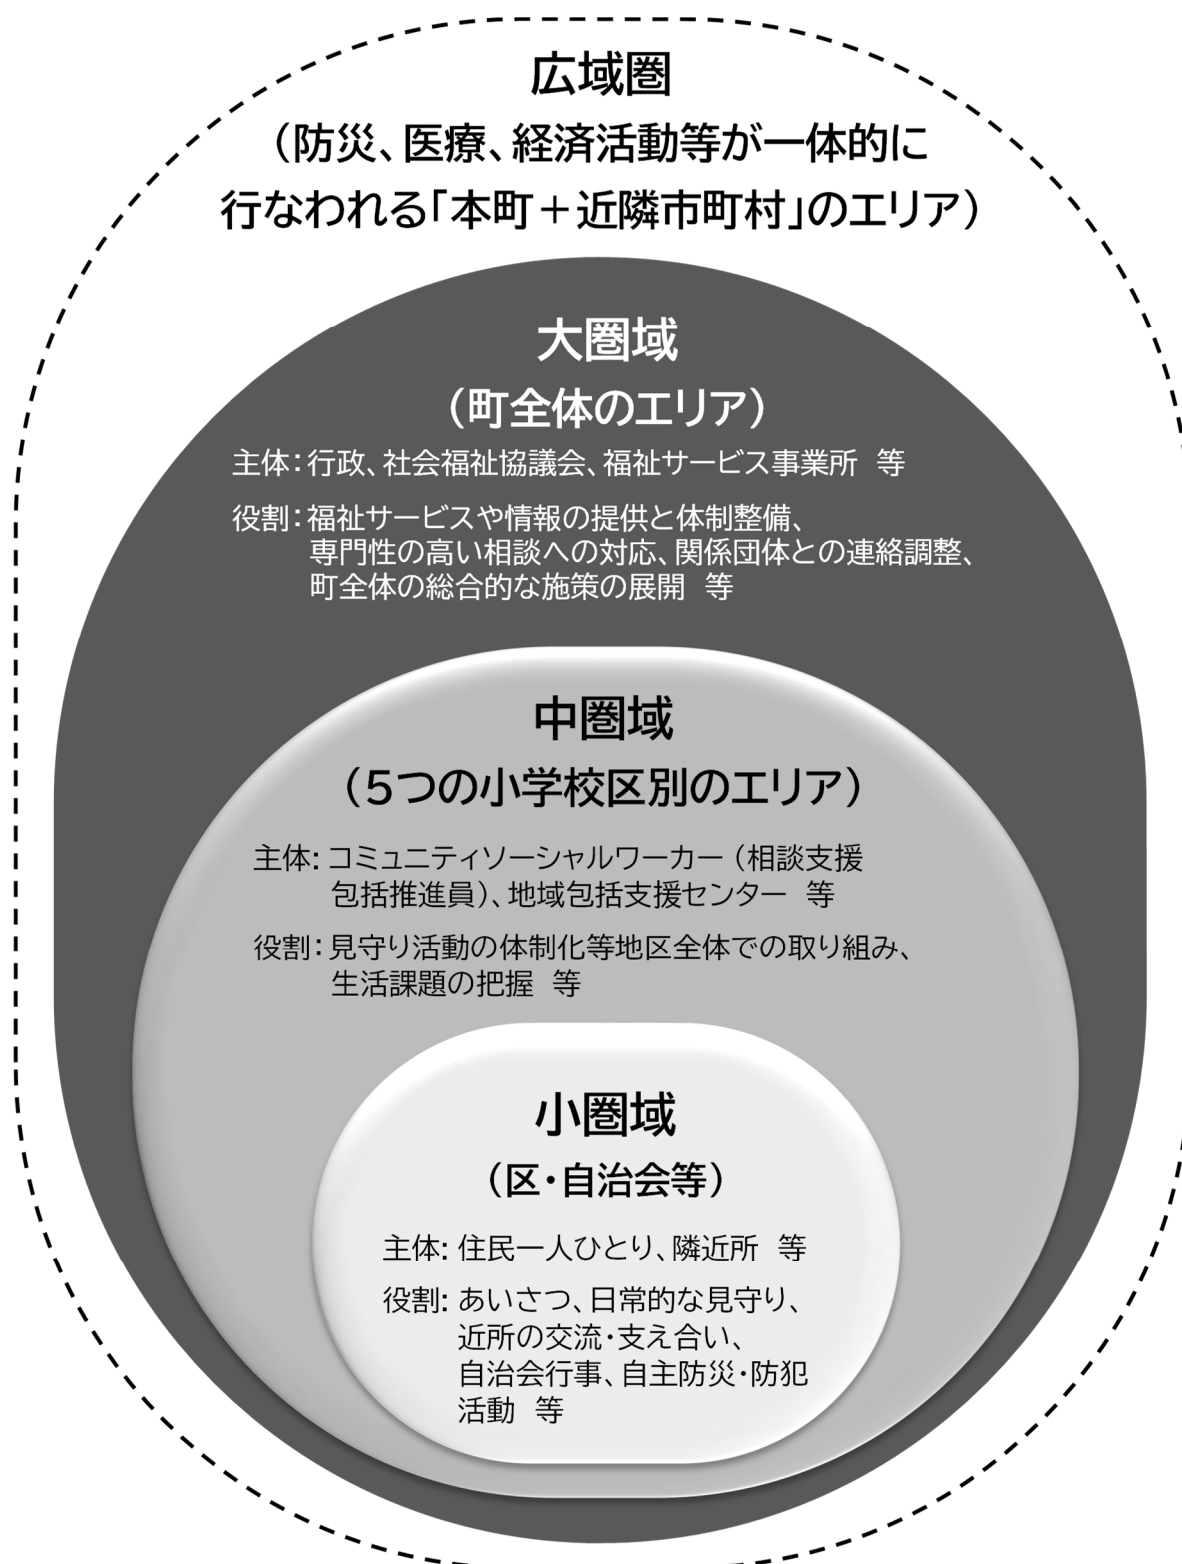 広域圏
（防災、医療、経済活動等が一体的に
行なわれる「本町＋近隣市町村」のエリア）
大圏域
（町全体のエリア）
主体：行政、社会福祉協議会、福祉サービス事業所　等
役割：福祉サービスや情報の提供と体制整備、
専門性の高い相談への対応、関係団体との連絡調整、
町全体の総合的な施策の展開　等
中圏域
（５つの小学校区別のエリア）
主体：コミュニティソーシャルワーカー（相談支援
包括推進員）、地域包括支援センター　等
役割：見守り活動の体制化等地区全体での取り組み、
生活課題の把握　等
小圏域
（区・自治会等）
主体：住民一人ひとり、隣近所　等
役割：あいさつ、日常的な見守り、
近所の交流・支え合い、
自治会行事、自主防災・防犯
活動　等